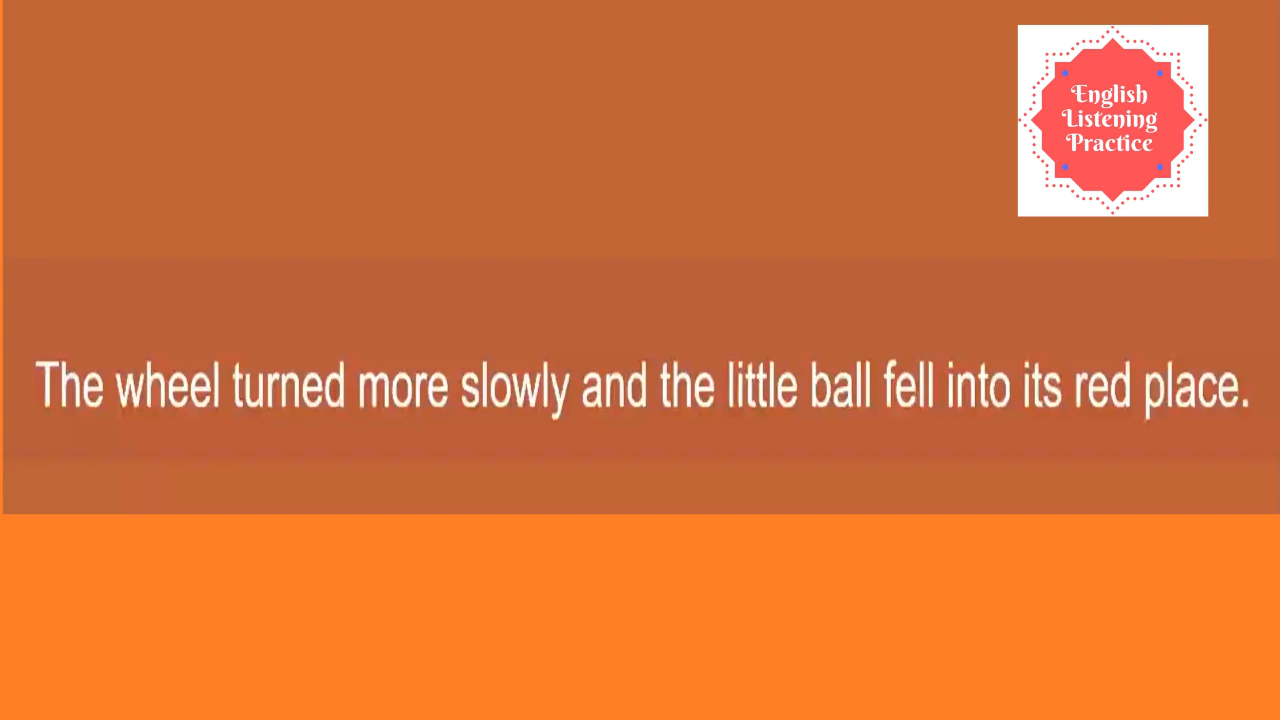 English
Listening
Practice
The wheel turned more slowly and the little ball fell into its red place.